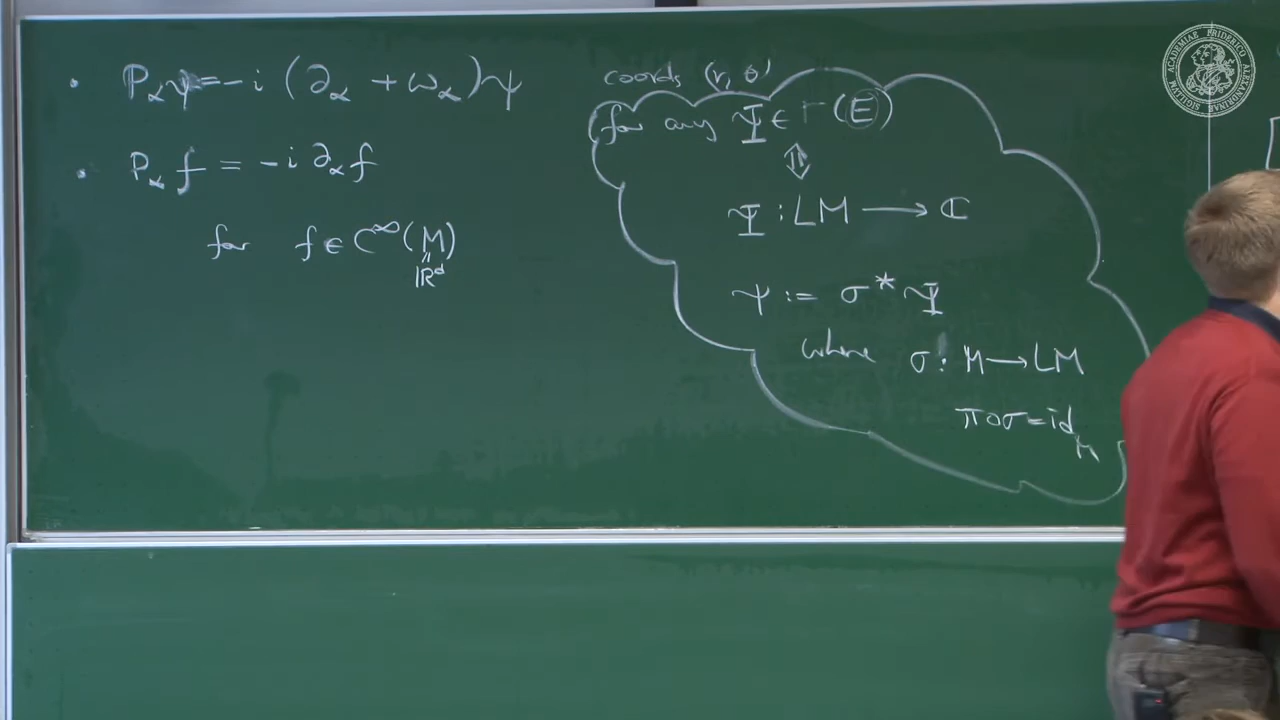 • P_α ψ = -i (∂_α + ω_α) ψ
• P_α f = -i ∂_α f
for f ∈ C^∞(M)
=
ℝ^d
coords (r, θ)
for any Ψ ∈ Γ(E)
⇕
Ψ : LM ⟶ ℂ
ψ := σ* Ψ
where σ : M ⟶ LM
π∘σ = id_M